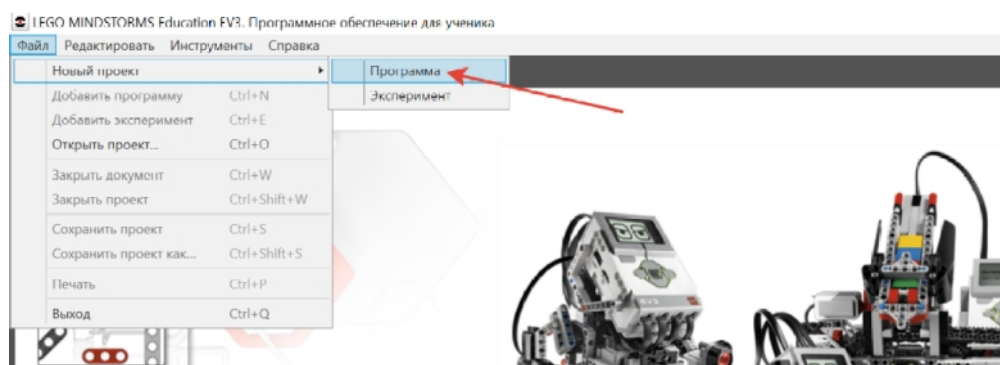 LEGO MINDSTORMS Education EV3. Программное обеспечение для ученика
Файл Редактировать Инструменты Справка
Новый проект
Программа
Эксперимент
Добавить программу Ctrl+N
Добавить эксперимент Ctrl+E
Открыть проект... Ctrl+O
Закрыть документ Ctrl+W
Закрыть проект Ctrl+Shift+W
Сохранить проект Ctrl+S
Сохранить проект как... Ctrl+Shift+S
Печать Ctrl+P
Выход Ctrl+Q
EV3